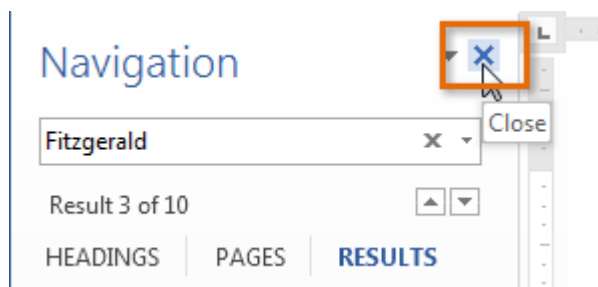 Navigation
Close
Fitzgerald
Result 3 of 10
HEADINGS PAGES RESULTS